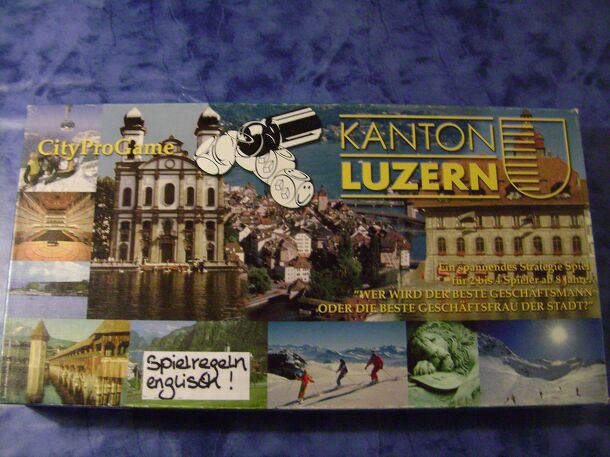 CityProGame
KANTON
LUZERN
Ein spannendes Strategie Spiel
für 2 bis 4 Spieler ab 8 Jahre.
"WER WIRD DER BESTE GESCHÄFTSMANN
ODER DIE BESTE GESCHÄFTSFRAU DER STADT?"
Spielregeln
englisch!